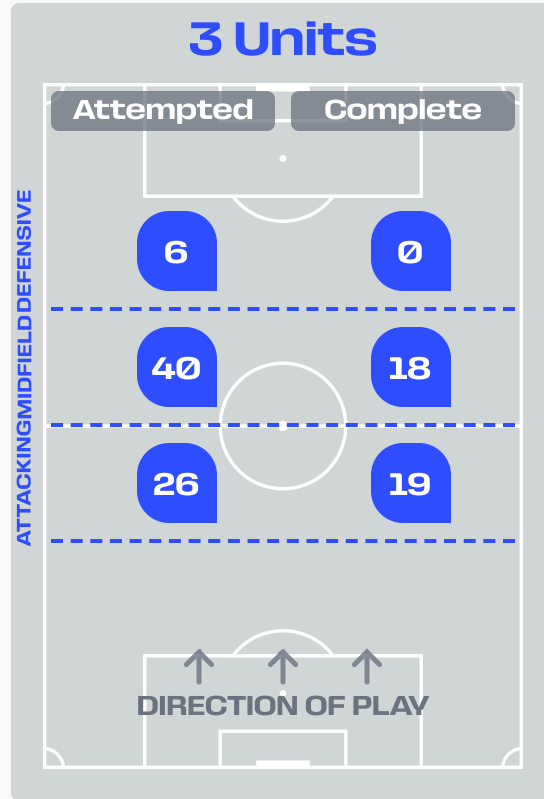 3 Units
Attempted Complete
6 0
40 18
26 19
ATTACKINGMIDFIELDDEFENSIVE
DIRECTION OF PLAY